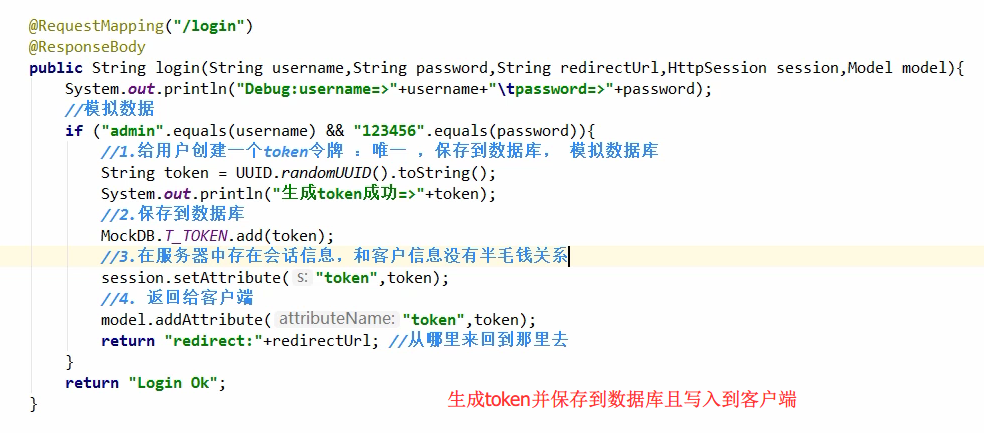 @RequestMapping("/login")
@ResponseBody
public String login(String username,String password,String redirectUrl,HttpSession session,Model model){
System.out.println("Debug:username=>"+username+"\tpassword=>"+password);
//模拟数据
if ("admin".equals(username) && "123456".equals(password)){
//1.给用户创建一个token令牌 : 唯一 , 保存到数据库, 模拟数据库
String token = UUID.randomUUID().toString();
System.out.println("生成token成功=>"+token);
//2.保存到数据库
MockDB.T_TOKEN.add(token);
//3.在服务器中存在会话信息, 和客户信息没有半毛钱关系
session.setAttribute( s: "token",token);
//4. 返回给客户端
model.addAttribute( attributeName: "token",token);
return "redirect:"+redirectUrl; //从哪里来回到那里去
}
return "Login Ok";
}
生成token并保存到数据库且写入到客户端